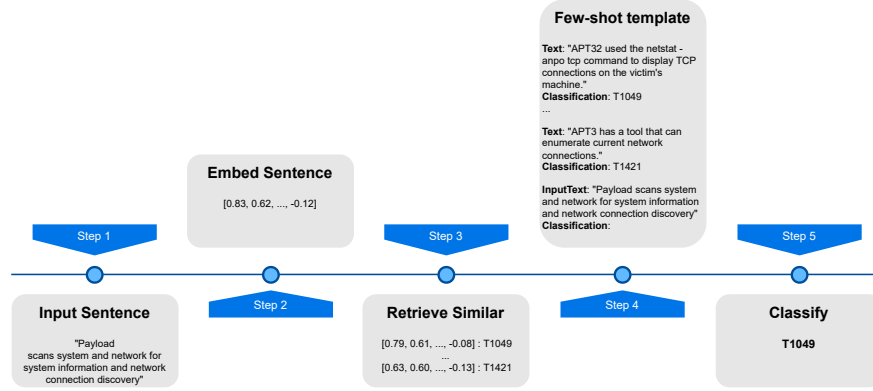 Step 1
Input Sentence
"Payload
scans system and network for
system information and network
connection discovery"
Embed Sentence
[0.83, 0.62, ..., -0.12]
Step 2
Step 3
Retrieve Similar
[0.79, 0.61, ..., -0.08] : T1049
...
[0.63, 0.60, ..., -0.13] : T1421
Few-shot template
Text: "APT32 used the netstat -
anpo tcp command to display TCP
connections on the victim's
machine."
Classification: T1049
...
Text: "APT3 has a tool that can
enumerate current network
connections."
Classification: T1421
InputText: "Payload scans system
and network for system information
and network connection discovery"
Classification:
Step 4
Step 5
Classify
T1049